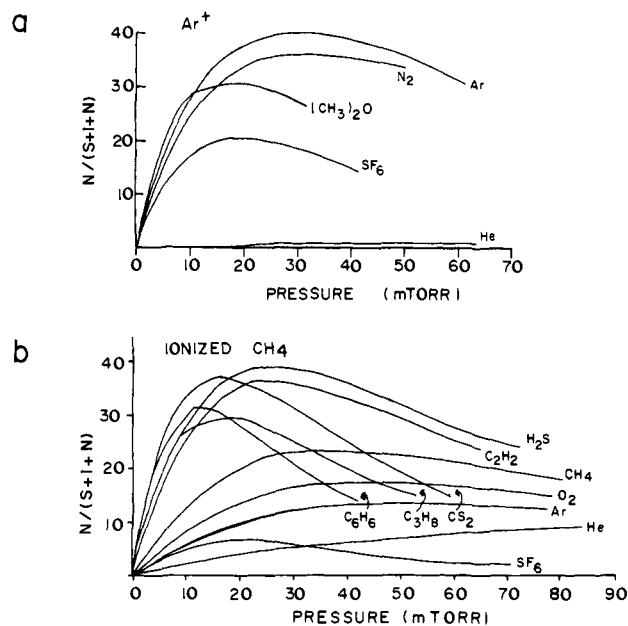 a
Ar+
N/(S+I+N)
40
30
20
10
N2
Ar
(CH3)2O
SF6
He
0 10 20 30 40 50 60 70
PRESSURE (mTORR)
b
IONIZED CH4
N/(S+I+N)
40
30
20
10
0
H2S
C2H2
CH4
O2
C6H6 C3H8 CS2
Ar
He
SF6
0 10 20 30 40 50 60 70 80 90
PRESSURE (mTORR)